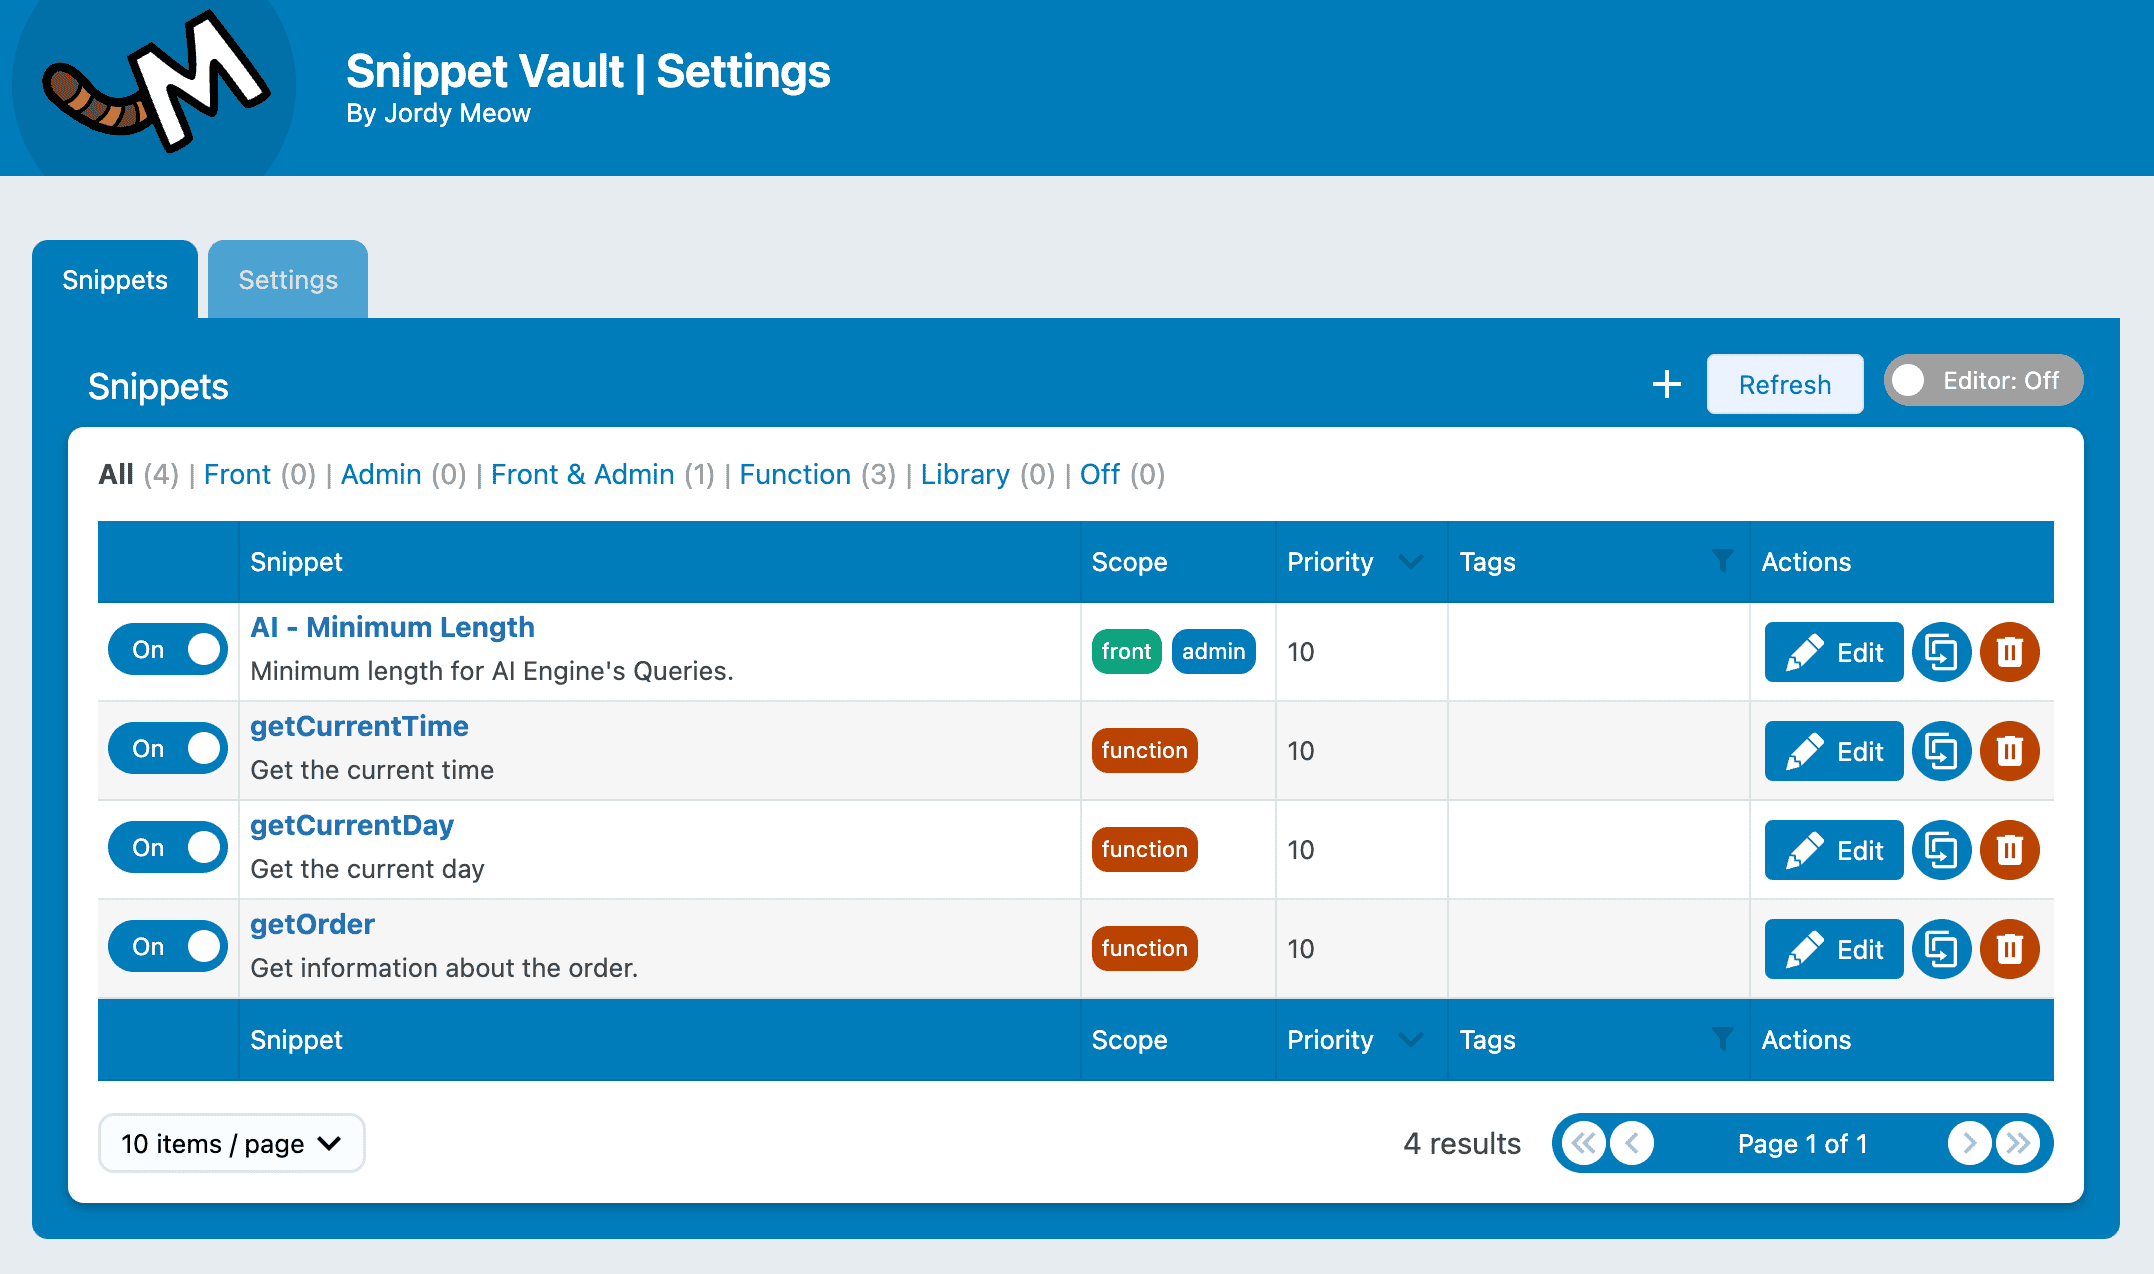 M
Snippet Vault | Settings
By Jordy Meow
Snippets
Settings
Snippets
Refresh
Editor: Off
All (4) | Front (0) | Admin (0) | Front & Admin (1) | Function (3) | Library (0) | Off (0)
Snippet Scope Priority Tags Actions
On AI - Minimum Length front admin 10 Edit
Minimum length for AI Engine's Queries.
On getCurrentTime function 10 Edit
Get the current time
On getCurrentDay function 10 Edit
Get the current day
On getOrder function 10 Edit
Get information about the order.
Snippet Scope Priority Tags Actions
10 items / page 4 results Page 1 of 1